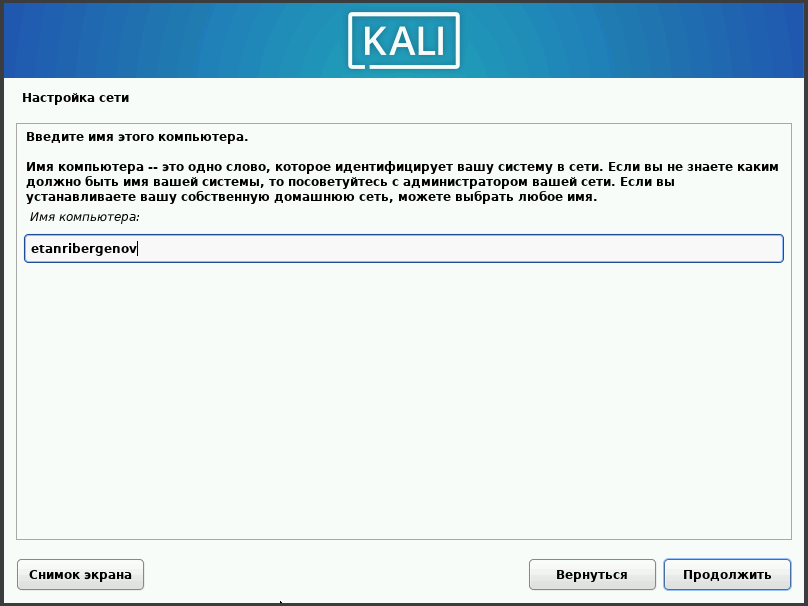 KALI
Настройка сети
Введите имя этого компьютера.
Имя компьютера -- это одно слово, которое идентифицирует вашу систему в сети. Если вы не знаете каким
должно быть имя вашей системы, то посоветуйтесь с администратором вашей сети. Если вы
устанавливаете вашу собственную домашнюю сеть, можете выбрать любое имя.
Имя компьютера:
etanribergenov
Снимок экрана
Вернуться
Продолжить